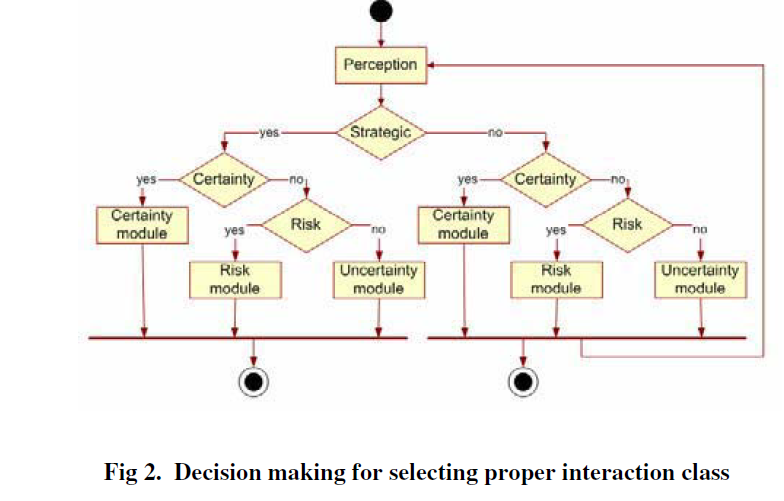 Perception
Strategic
yes
no
Certainty
Certainty
yes
no
yes
no
Certainty
module
Risk
Certainty
module
Risk
yes
no
yes
no
Risk
module
Uncertainty
module
Risk
module
Uncertainty
module
Fig 2. Decision making for selecting proper interaction class